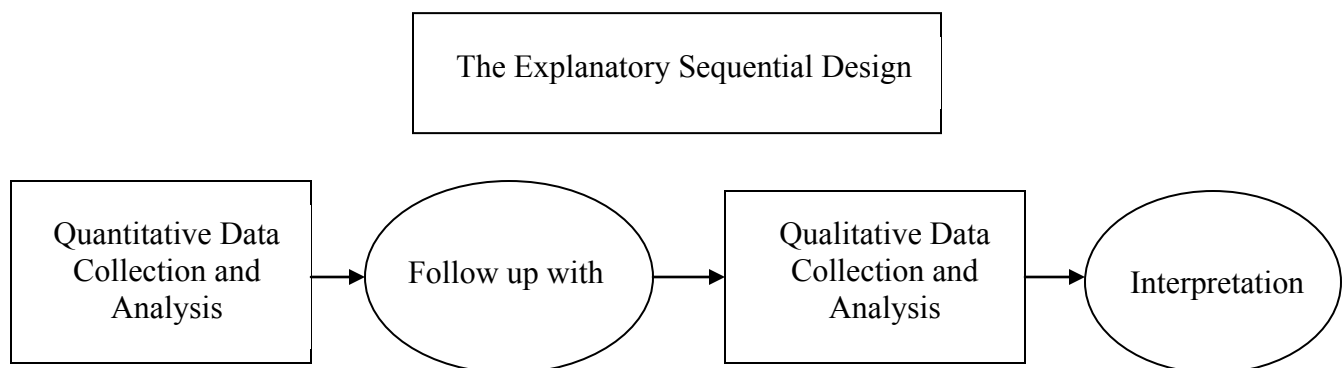 The Explanatory Sequential Design
Quantitative Data
Collection and
Analysis
Follow up with
Qualitative Data
Collection and
Analysis
Interpretation